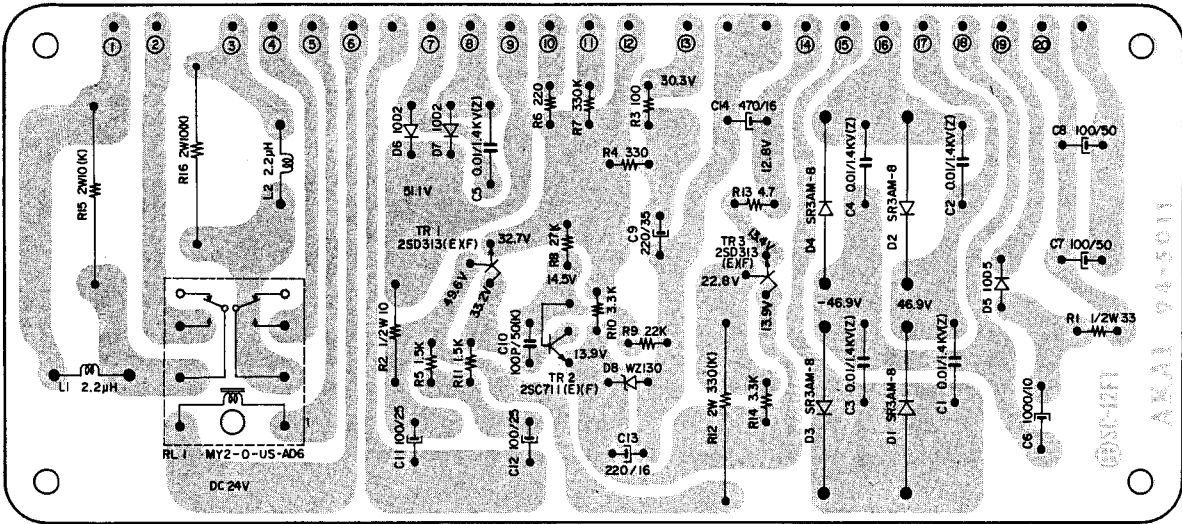 ① ② ③ ④ ⑤ ⑥ ⑦ ⑧ ⑨ ⑩ ⑪ ⑫ ⑬ ⑭ ⑮ ⑯ ⑰ ⑱ ⑲ ⑳
R15 2W10(K)
R16 2W10(K)
L2 2.2μH
D6 10D2
D7 10D2
C5 0.01/1.4KV(Z)
R6 220
R7 330K
R3 100
30.3V
R4 330
C14 470/16
12.8V
R13 4.7
D4 SR3AM-8
C4 0.01/1.4KV(Z)
D2 SR3AM-8
C2 0.01/1.4KV(Z)
C8 100/50
51.1V
TR1
2SD313(E)(F)
32.7V
49.6V
33.2V
R8 27K
14.5V
C9
220/35
TR3
2SD313
(E)(F)
13.4V
22.8V
13.9V
C7 100/50
D5 10D5
R1 1/2W33
-46.9V
46.9V
R2 1/2W 10
R5 1.5K
R11 1.5K
C10
100P/50(K)
R10 3.3K
R9 22K
13.9V
TR2
2SC711(E)(F)
D8 WZ130
R12 2W 330(K)
R14 3.3K
D3 SR3AM-8
C3 0.01/1.4KV(Z)
D1 SR3AM-8
C1 0.01/1.4KV(Z)
C6 1000/10
L1 2.2μH
RL1 MY2-0-US-AD6
DC24V
C11 100/25
C12 100/25
C13
220/16
AKAI 94-5011